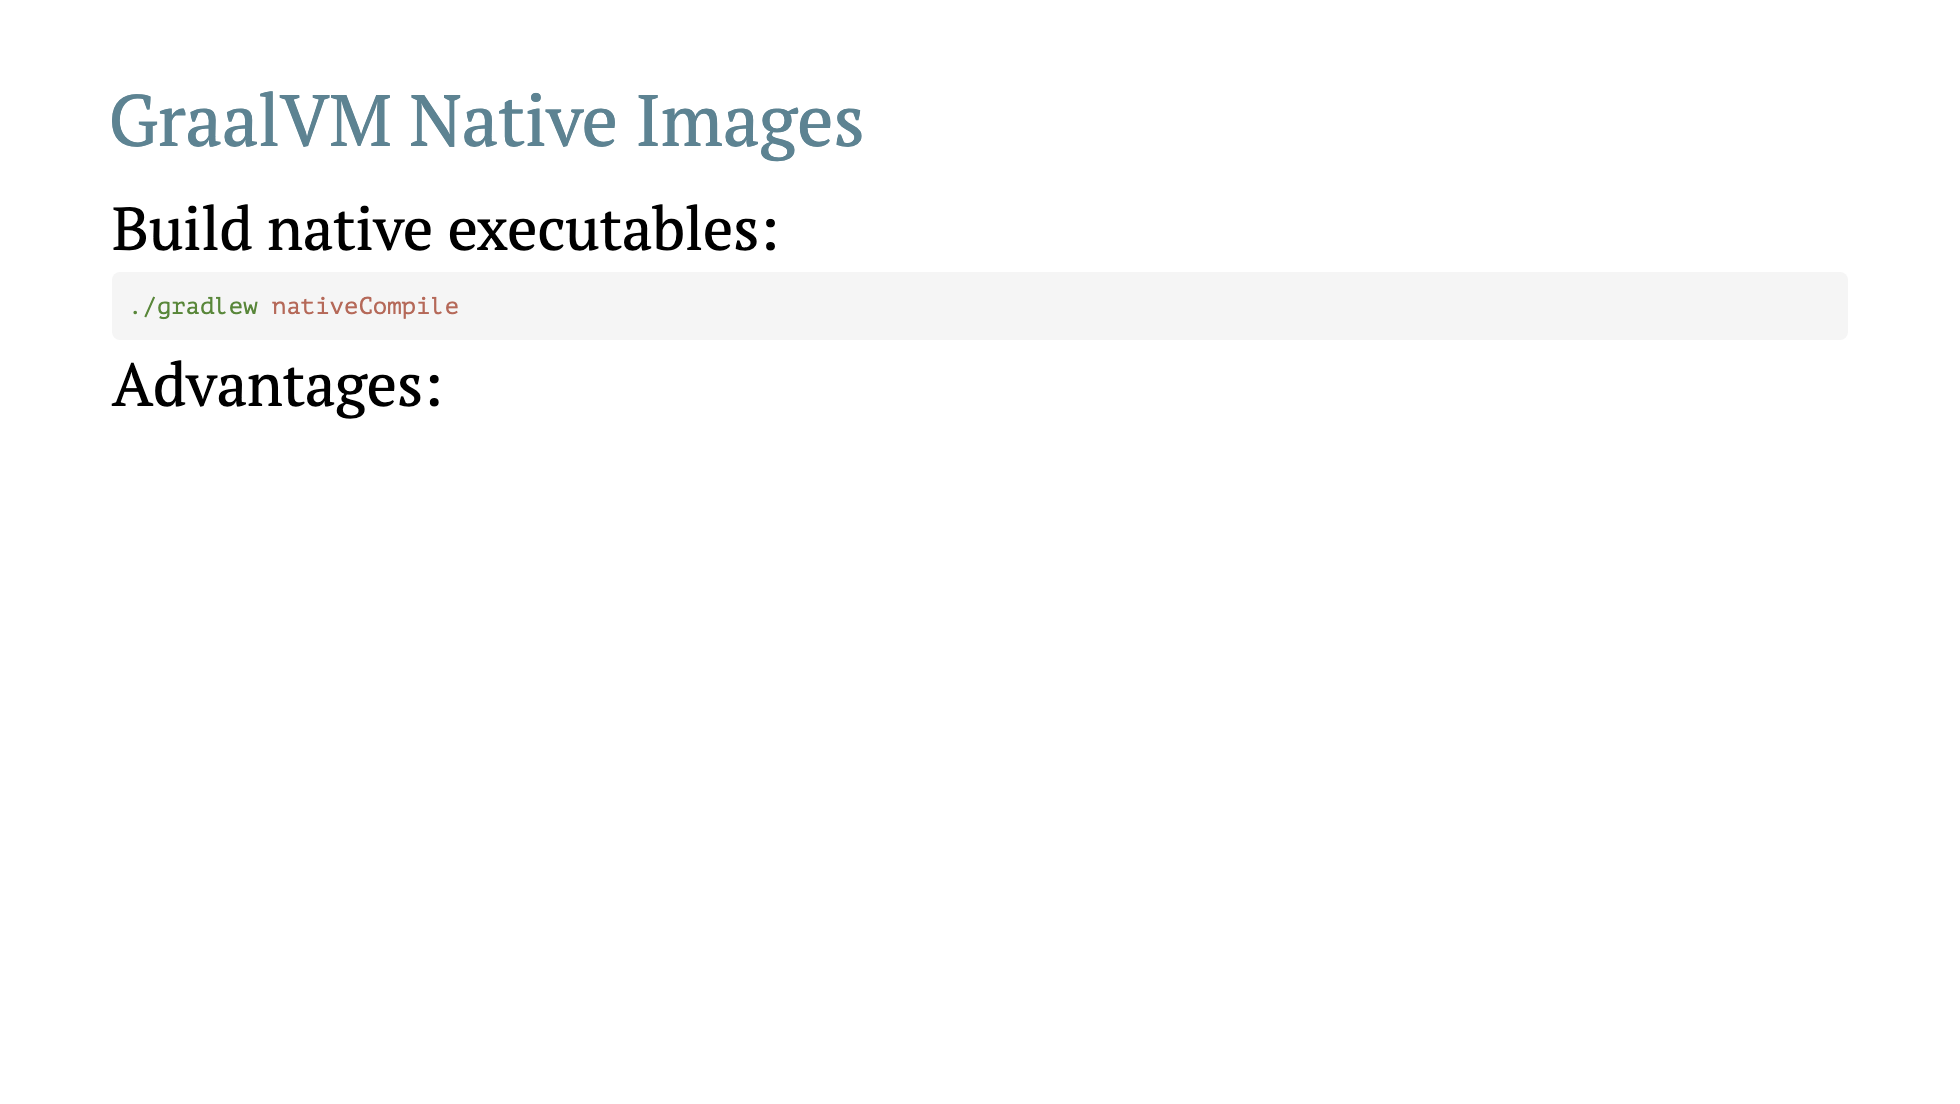 GraalVM Native Images
Build native executables:
./gradlew nativeCompile
Advantages: